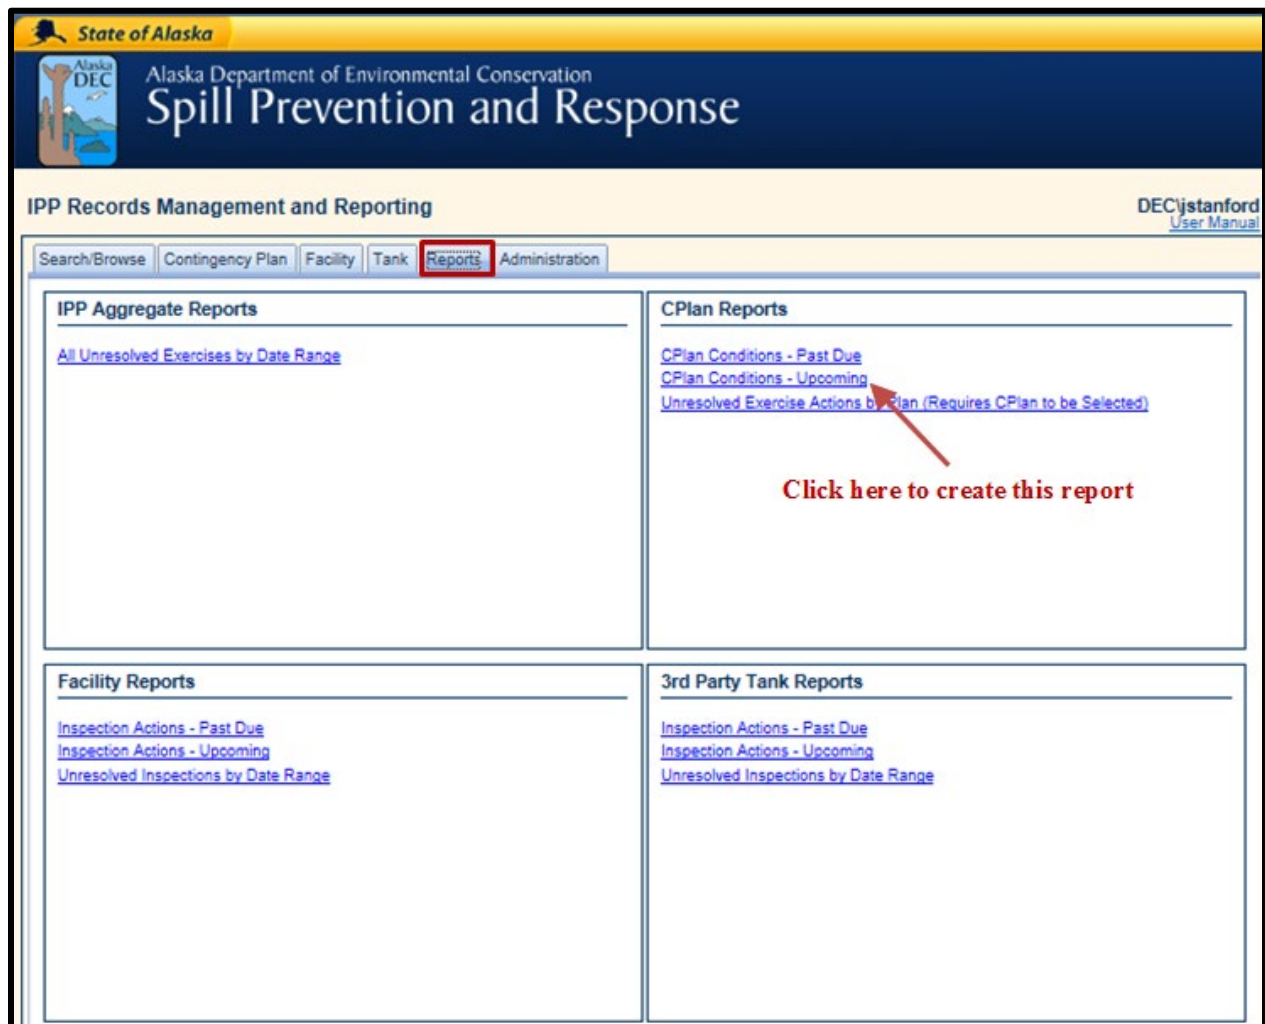 State of Alaska
Alaska
DEC
Alaska Department of Environmental Conservation
Spill Prevention and Response
IPP Records Management and Reporting
DEC\jstanford
User Manual
Search/Browse Contingency Plan Facility Tank Reports Administration
IPP Aggregate Reports
All Unresolved Exercises by Date Range
CPlan Reports
CPlan Conditions - Past Due
CPlan Conditions - Upcoming
Unresolved Exercise Actions by Plan (Requires CPlan to be Selected)
Click here to create this report
Facility Reports
Inspection Actions - Past Due
Inspection Actions - Upcoming
Unresolved Inspections by Date Range
3rd Party Tank Reports
Inspection Actions - Past Due
Inspection Actions - Upcoming
Unresolved Inspections by Date Range